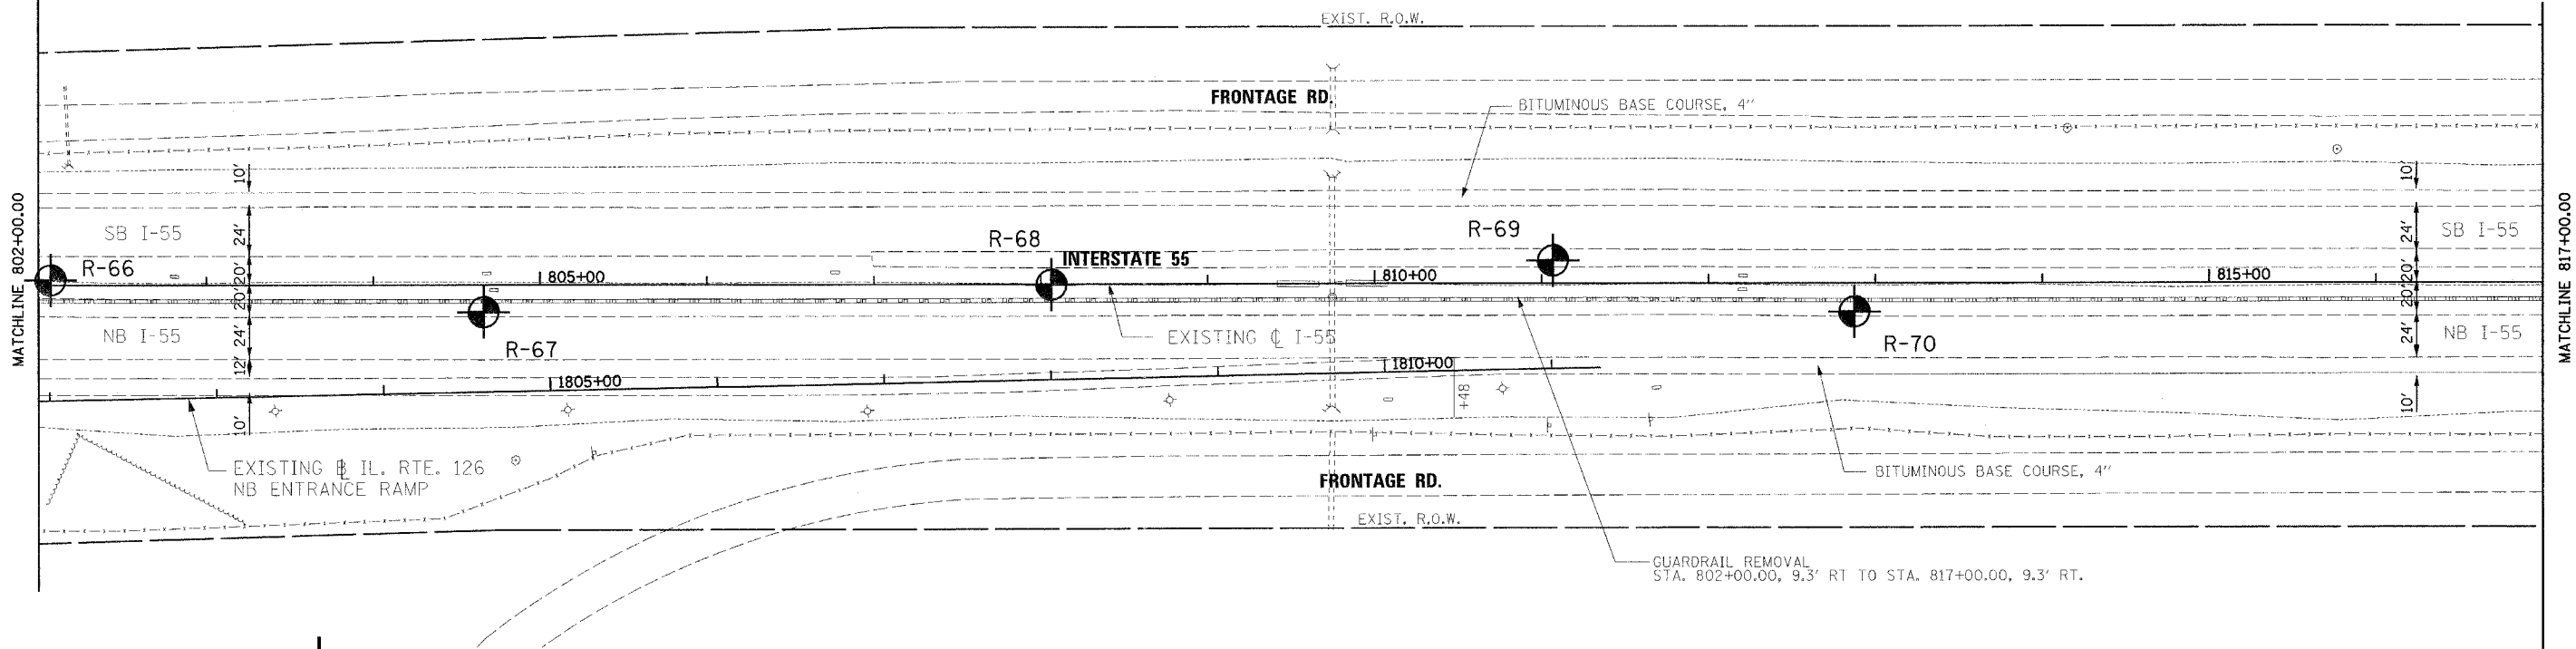 EXIST. R.O.W.
FRONTAGE RD.
BITUMINOUS BASE COURSE, 4"
MATCHLINE 802+00.00
MATCHLINE 817+00.00
10'
10'
SB I-55
24'
R-68
R-69
24'
SB I-55
R-66
20'
805+00
INTERSTATE 55
810+00
815+00
20'
20'
20'
NB I-55
24'
R-67
EXISTING ℄ I-55
R-70
24'
NB I-55
12'
1805+00
1810+00
+48
10'
10'
EXISTING B IL. RTE. 126
NB ENTRANCE RAMP
FRONTAGE RD.
BITUMINOUS BASE COURSE, 4"
EXIST. R.O.W.
GUARDRAIL REMOVAL
STA. 802+00.00, 9.3' RT TO STA. 817+00.00, 9.3' RT.